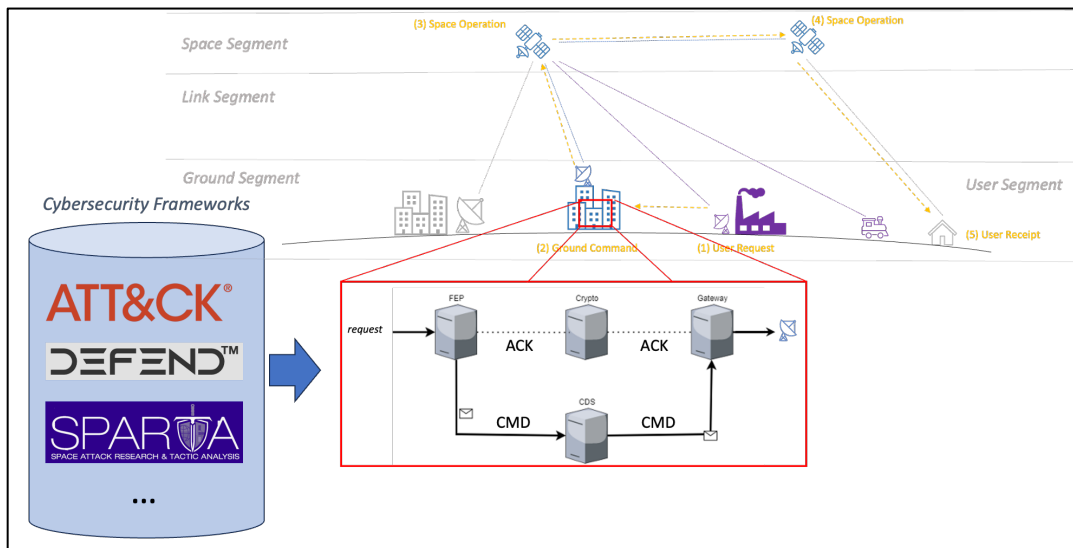 (3) Space Operation
(4) Space Operation
Space Segment
Link Segment
Ground Segment
User Segment
Cybersecurity Frameworks
(2) Ground Command
(1) User Request
(5) User Receipt
ATT&CK®
DEFEND™
SPARTA
SPACE ATTACK RESEARCH & TACTIC ANALYSIS
...
FEP
Crypto
Gateway
request
ACK
ACK
CDS
CMD
CMD